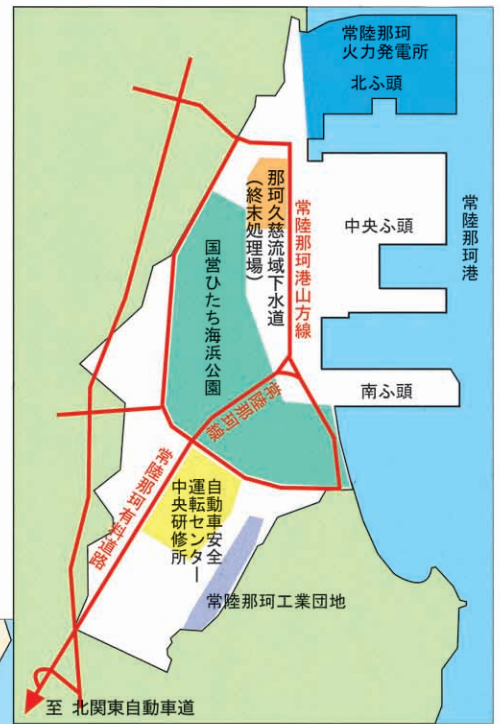 常陸那珂
火力発電所
北ふ頭
中央ふ頭
常陸那珂港
南ふ頭
那珂久慈流域下水道
(終末処理場)
常陸那珂港山方線
国営ひたち海浜公園
常陸那珂線
常陸那珂有料道路
自動車安全
運転センター
中央研修所
常陸那珂工業団地
至 北関東自動車道